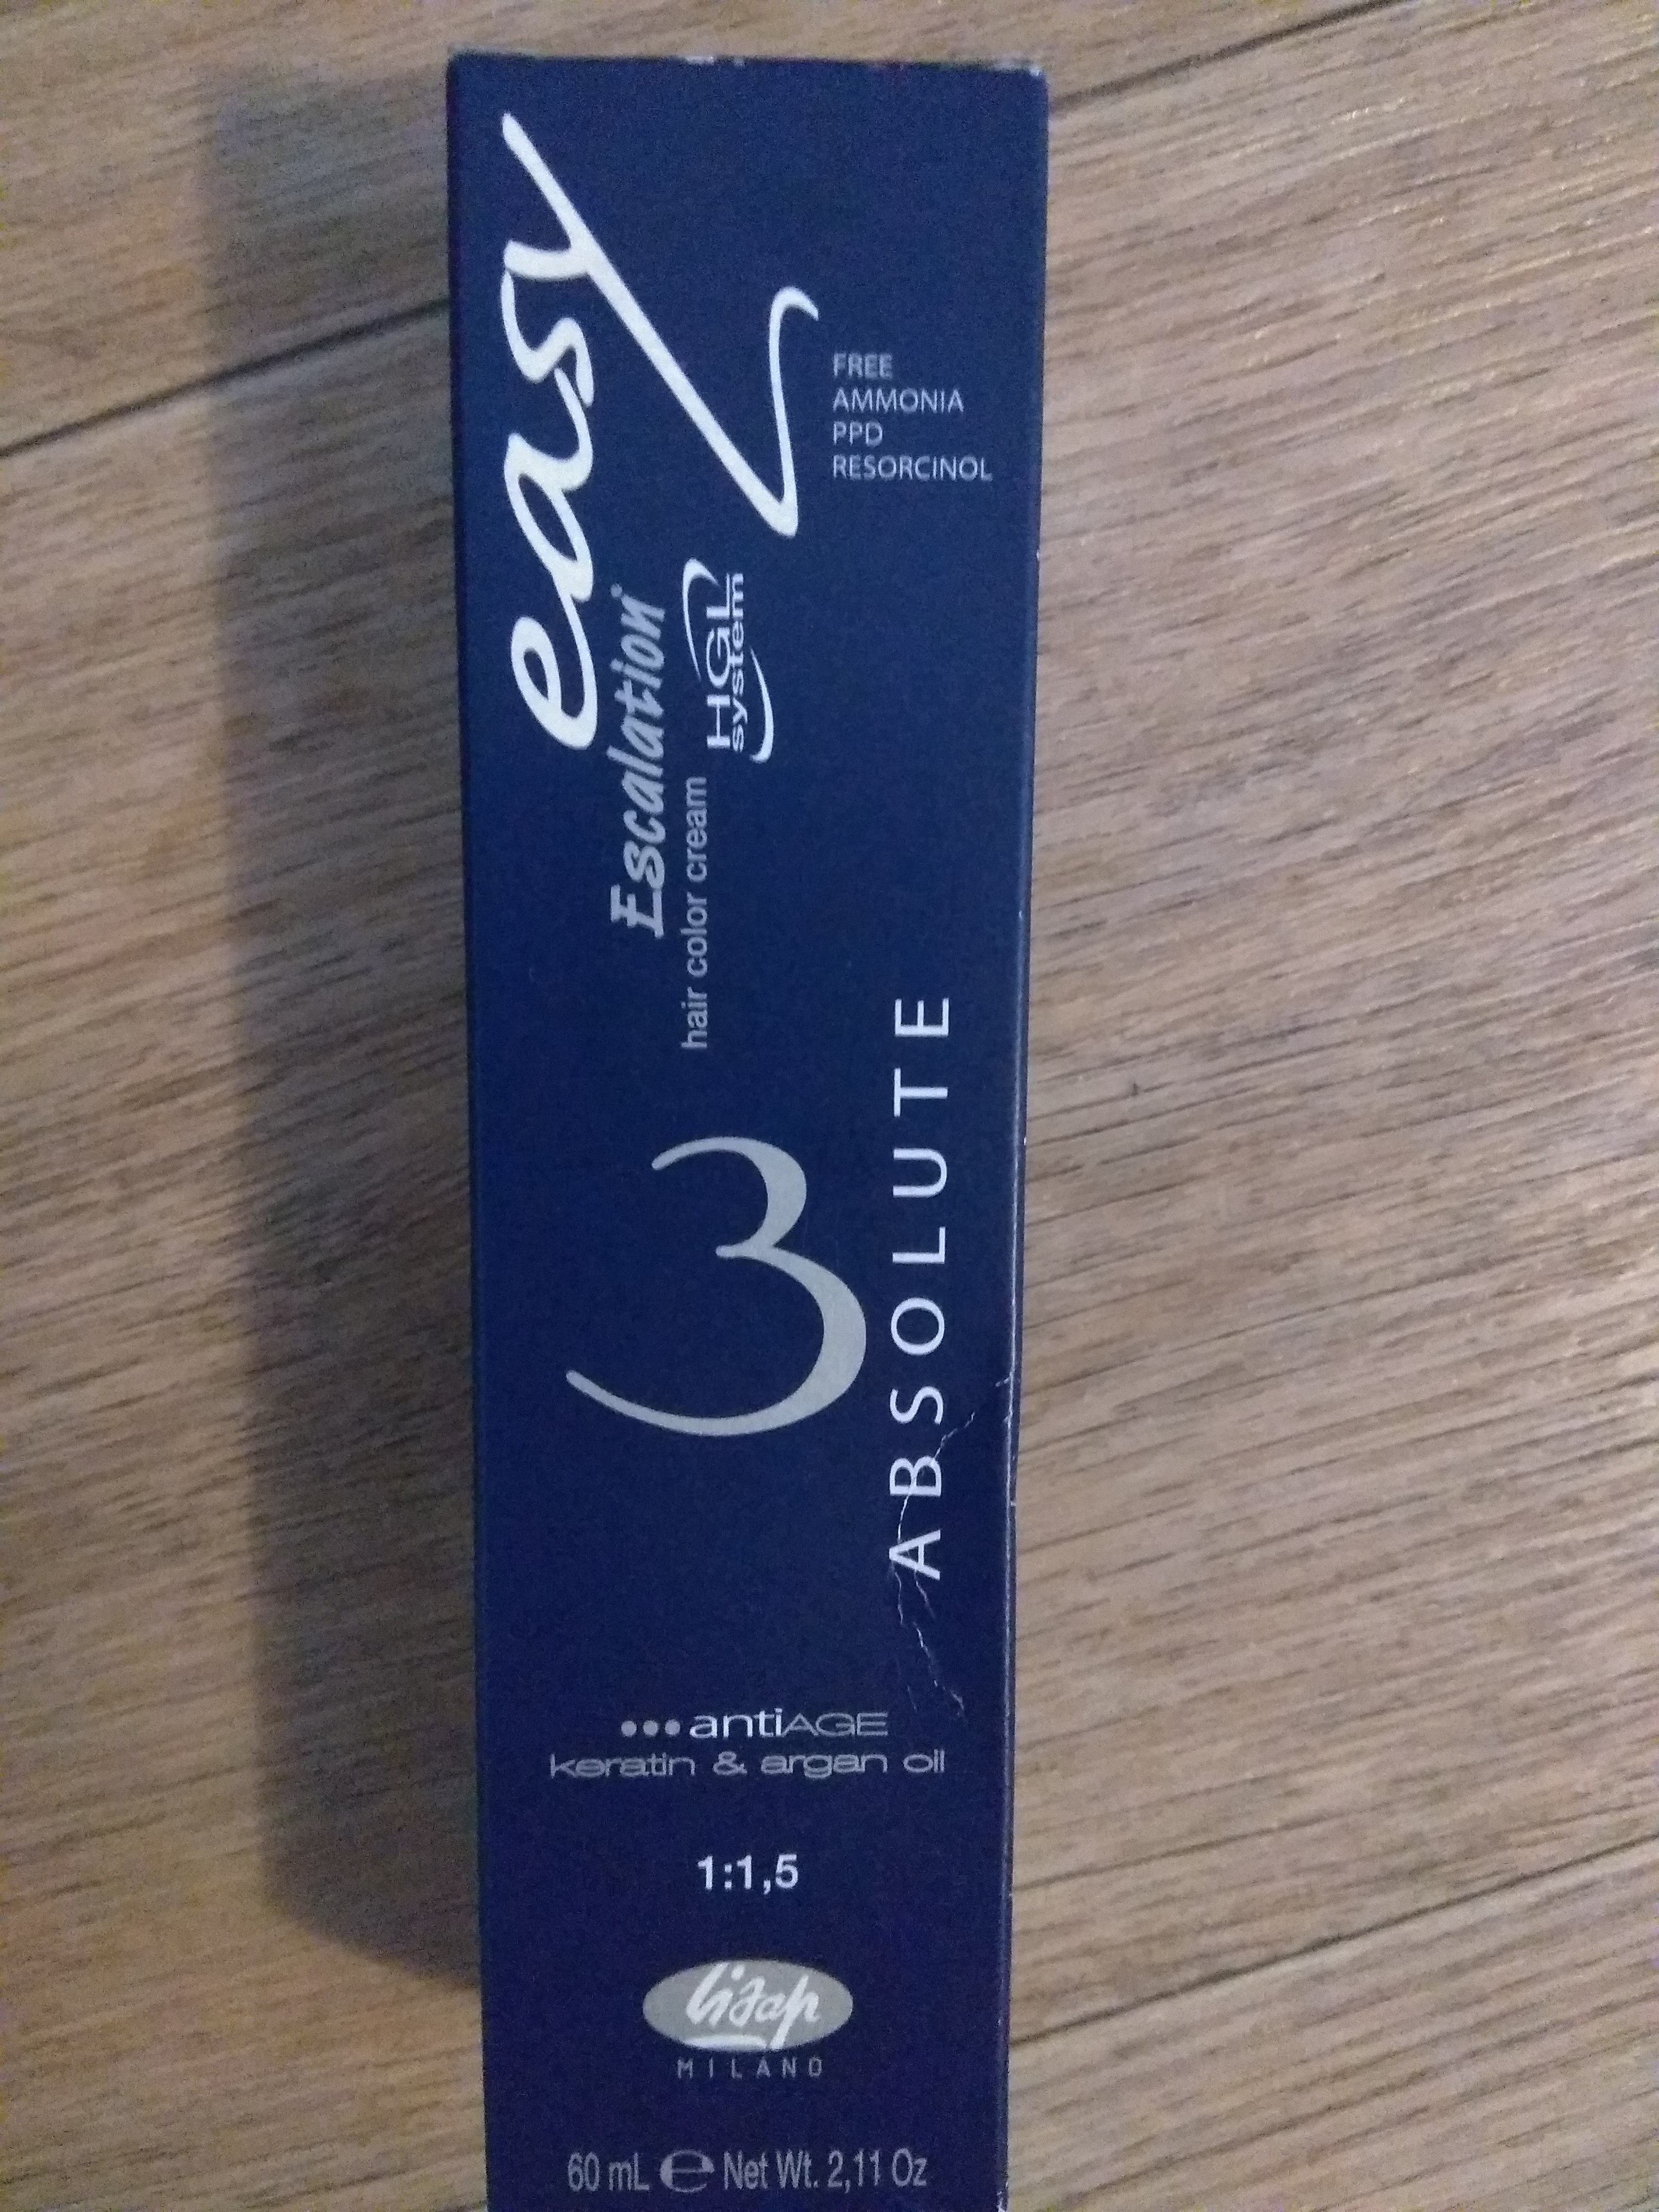 easy
Escalation
hair color cream
HGL
system
FREE
AMMONIA
PPD
RESORCINOL
3
ABSOLUTE
antiAGE
keratin & argan oil
1:1,5
Lisap
MILANO
60 mL e Net Wt. 2,11 Oz